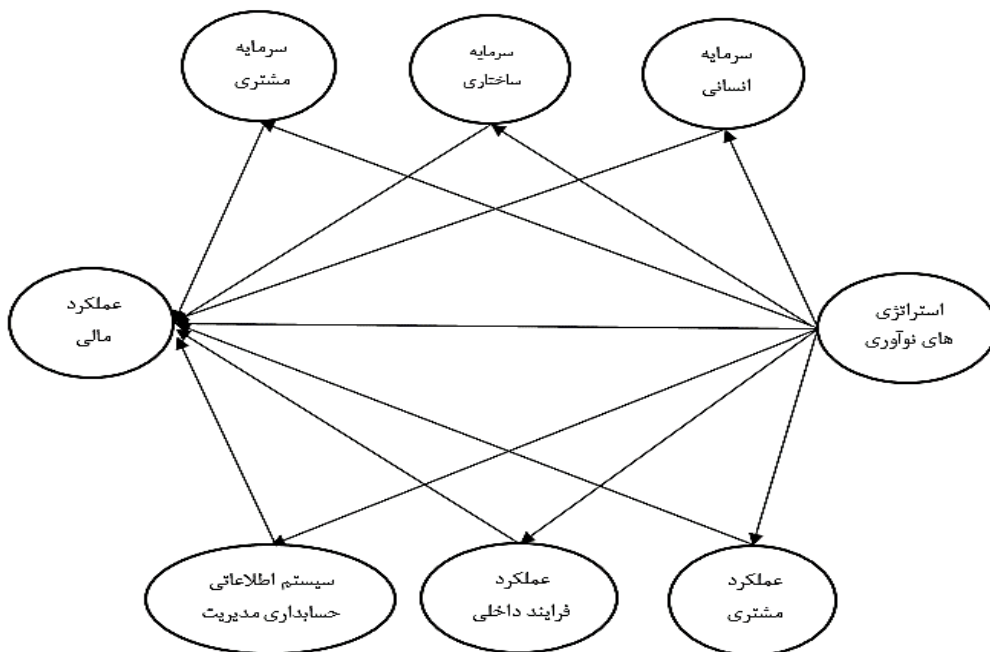 سرمایه
انسانی
سرمایه
ساختاری
سرمایه
مشتری
استراتژی
های نوآوری
عملکرد
مالی
عملکرد
مشتری
عملکرد
فرایند داخلی
سیستم اطلاعاتی
حسابداری مدیریت